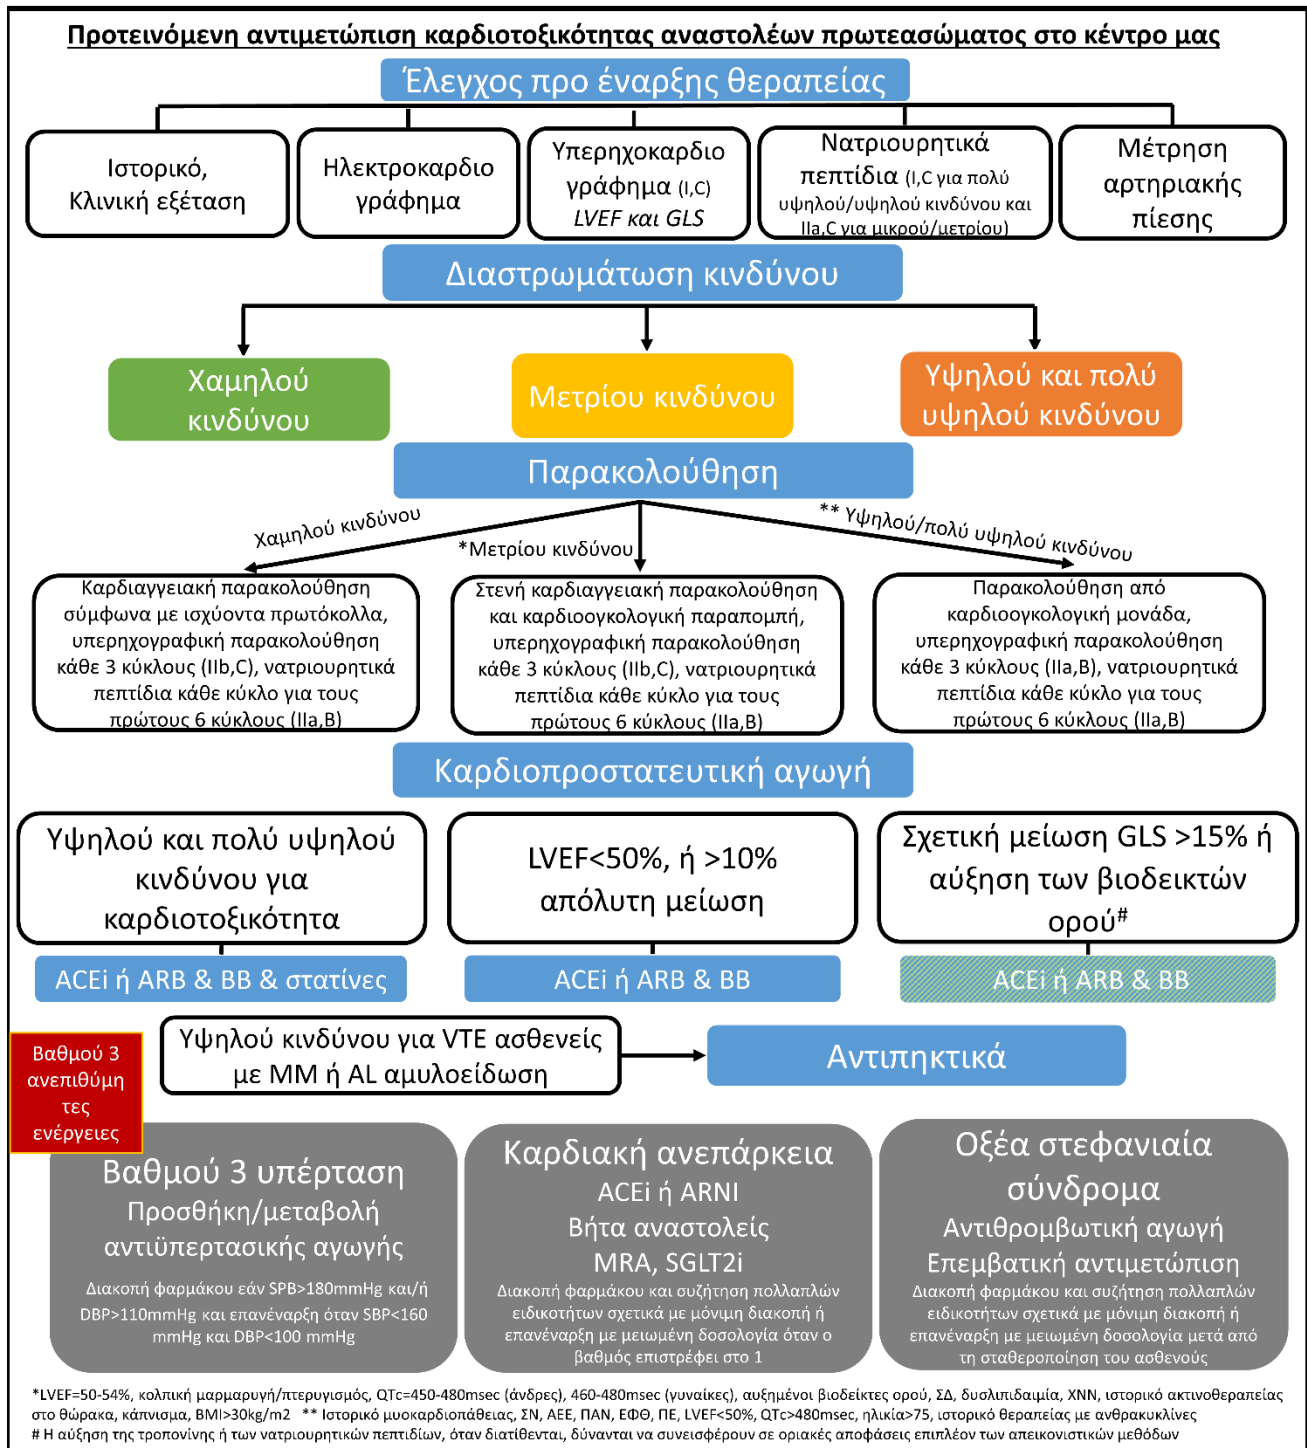 Προτεινόμενη αντιμετώπιση καρδιοτοξικότητας αναστολέων πρωτεασώματος στο κέντρο μας
Έλεγχος προ έναρξης θεραπείας
Ιστορικό,
Κλινική εξέταση
Ηλεκτροκαρδιο
γράφημα
Υπερηχοκαρδιο
γράφημα (I,C)
LVEF και GLS
Νατριουρητικά
πεπτίδια (I,C για πολύ
υψηλού/υψηλού κινδύνου και
IIa,C για μικρού/μετρίου)
Μέτρηση
αρτηριακής
πίεσης
Διαστρωμάτωση κινδύνου
Χαμηλού
κινδύνου
Μετρίου κινδύνου
Υψηλού και πολύ
υψηλού κινδύνου
Παρακολούθηση
Χαμηλού κινδύνου
*Μετρίου κινδύνου
** Υψηλού/πολύ υψηλού κινδύνου
Καρδιαγγειακή παρακολούθηση
σύμφωνα με ισχύοντα πρωτόκολλα,
υπερηχογραφική παρακολούθηση
κάθε 3 κύκλους (IIb,C), νατριουρητικά
πεπτίδια κάθε κύκλο για τους
πρώτους 6 κύκλους (IIa,B)
Στενή καρδιαγγειακή παρακολούθηση
και καρδιοογκολογική παραπομπή,
υπερηχογραφική παρακολούθηση
κάθε 3 κύκλους (IIb,C), νατριουρητικά
πεπτίδια κάθε κύκλο για τους
πρώτους 6 κύκλους (IIa,B)
Παρακολούθηση από
καρδιοογκολογική μονάδα,
υπερηχογραφική παρακολούθηση
κάθε 3 κύκλους (IIa,B), νατριουρητικά
πεπτίδια κάθε κύκλο για τους
πρώτους 6 κύκλους (IIa,B)
Καρδιοπροστατευτική αγωγή
Υψηλού και πολύ υψηλού
κινδύνου για
καρδιοτοξικότητα
LVEF<50%, ή >10%
απόλυτη μείωση
Σχετική μείωση GLS >15% ή
αύξηση των βιοδεικτών
ορού#
ACEi ή ARB & BB & στατίνες
ACEi ή ARB & BB
ACEi ή ARB & BB
Υψηλού κινδύνου για VTE ασθενείς
με MM ή AL αμυλοείδωση
Αντιπηκτικά
Βαθμού 3
ανεπιθύμη
τες
ενέργειες
Βαθμού 3 υπέρταση
Προσθήκη/μεταβολή
αντιϋπερτασικής αγωγής
Διακοπή φαρμάκου εάν SPB>180mmHg και/ή
DBP>110mmHg και επανέναρξη όταν SBP<160
mmHg και DBP<100 mmHg
Καρδιακή ανεπάρκεια
ACEi ή ARNI
Βήτα αναστολείς
MRA, SGLT2i
Διακοπή φαρμάκου και συζήτηση πολλαπλών
ειδικοτήτων σχετικά με μόνιμη διακοπή ή
επανέναρξη με μειωμένη δοσολογία όταν ο
βαθμός επιστρέφει στο 1
Οξέα στεφανιαία
σύνδρομα
Αντιθρομβωτική αγωγή
Επεμβατική αντιμετώπιση
Διακοπή φαρμάκου και συζήτηση πολλαπλών
ειδικοτήτων σχετικά με μόνιμη διακοπή ή
επανέναρξη με μειωμένη δοσολογία μετά από
τη σταθεροποίηση του ασθενούς
*LVEF=50-54%, κολπική μαρμαρυγή/πτερυγισμός, QTc=450-480msec (άνδρες), 460-480msec (γυναίκες), αυξημένοι βιοδείκτες ορού, ΣΔ, δυσλιπιδαιμία, ΧΝΝ, ιστορικό ακτινοθεραπείας
στο θώρακα, κάπνισμα, BMI>30kg/m2 ** Ιστορικό μυοκαρδιοπάθειας, ΣΝ, ΑΕΕ, ΠΑΝ, ΕΦΘ, ΠΕ, LVEF<50%, QTc>480msec, ηλικία>75, ιστορικό θεραπείας με ανθρακυκλίνες
# Η αύξηση της τροπονίνης ή των νατριουρητικών πεπτιδίων, όταν διατίθενται, δύνανται να συνεισφέρουν σε οριακές αποφάσεις επιπλέον των απεικονιστικών μεθόδων